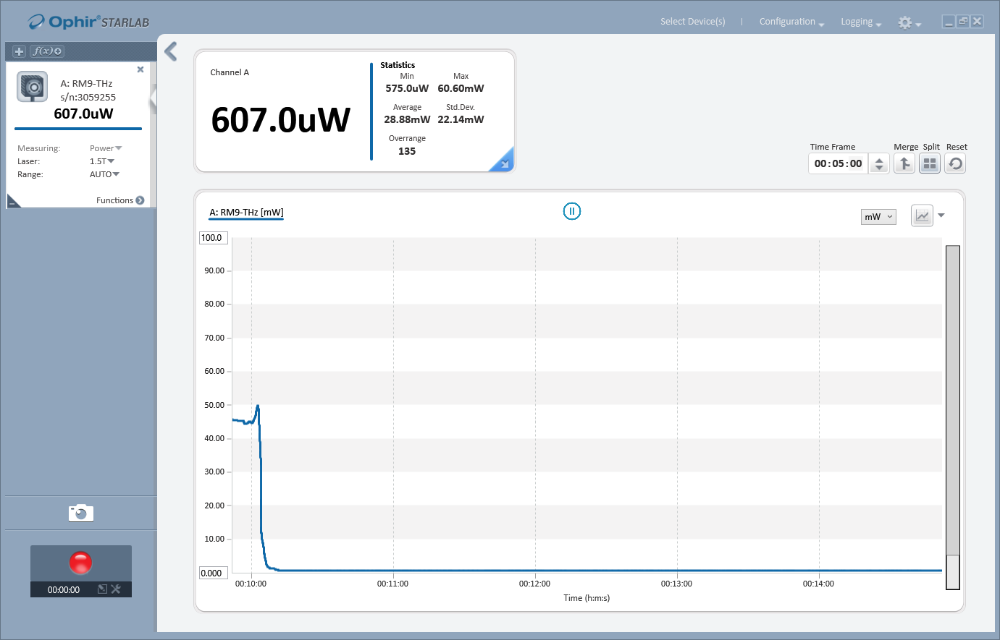 Ophir® STARLAB
Select Device(s) | Configuration Logging
f(x)
A: RM9-THz
s/n:3059255
607.0uW
Measuring: Power
Laser: 1.5T
Range: AUTO
Functions
00:00:00
Channel A
607.0uW
Statistics
Min Max
575.0uW 60.60mW
Average Std.Dev.
28.88mW 22.14mW
Overrange
135
Time Frame Merge Split Reset
00:05:00
A: RM9-THz [mW]
mW
100.0
90.00
80.00
70.00
60.00
50.00
40.00
30.00
20.00
10.00
0.000
00:10:00 00:11:00 00:12:00 00:13:00 00:14:00
Time (h:m:s)